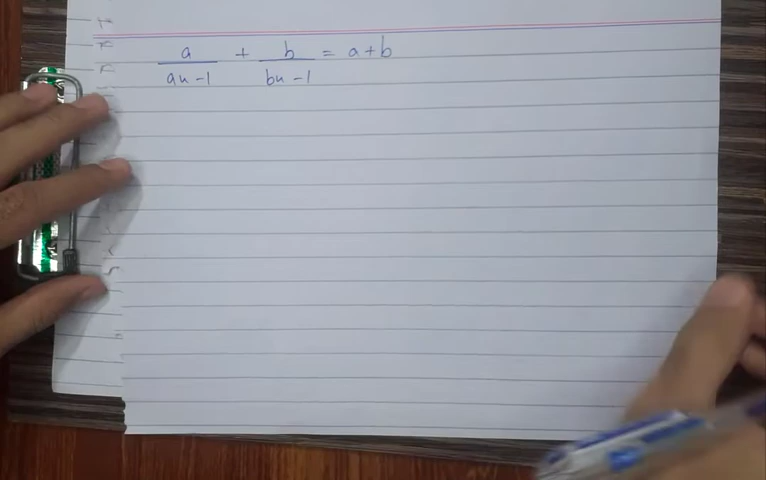 a/(ax-1) + b/(bx-1) = a+b